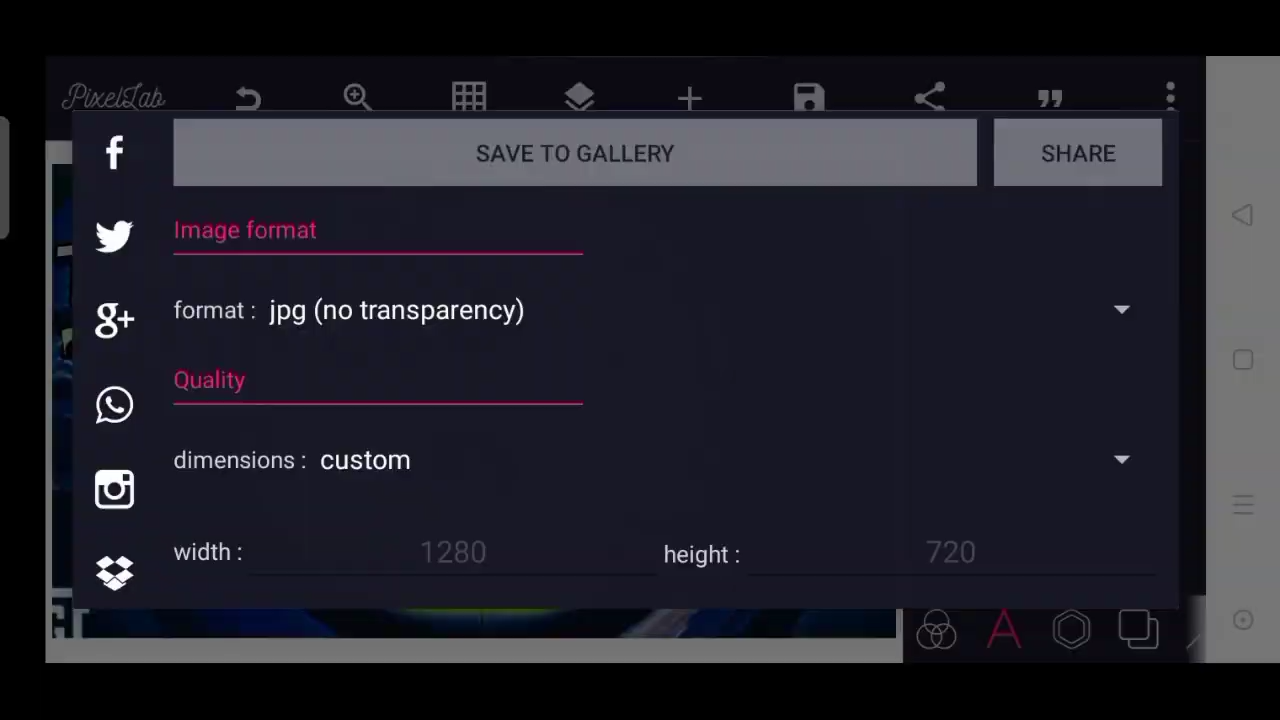 PixelLab
SAVE TO GALLERY
SHARE
Image format
format : jpg (no transparency)
Quality
dimensions : custom
width : 1280
height : 720